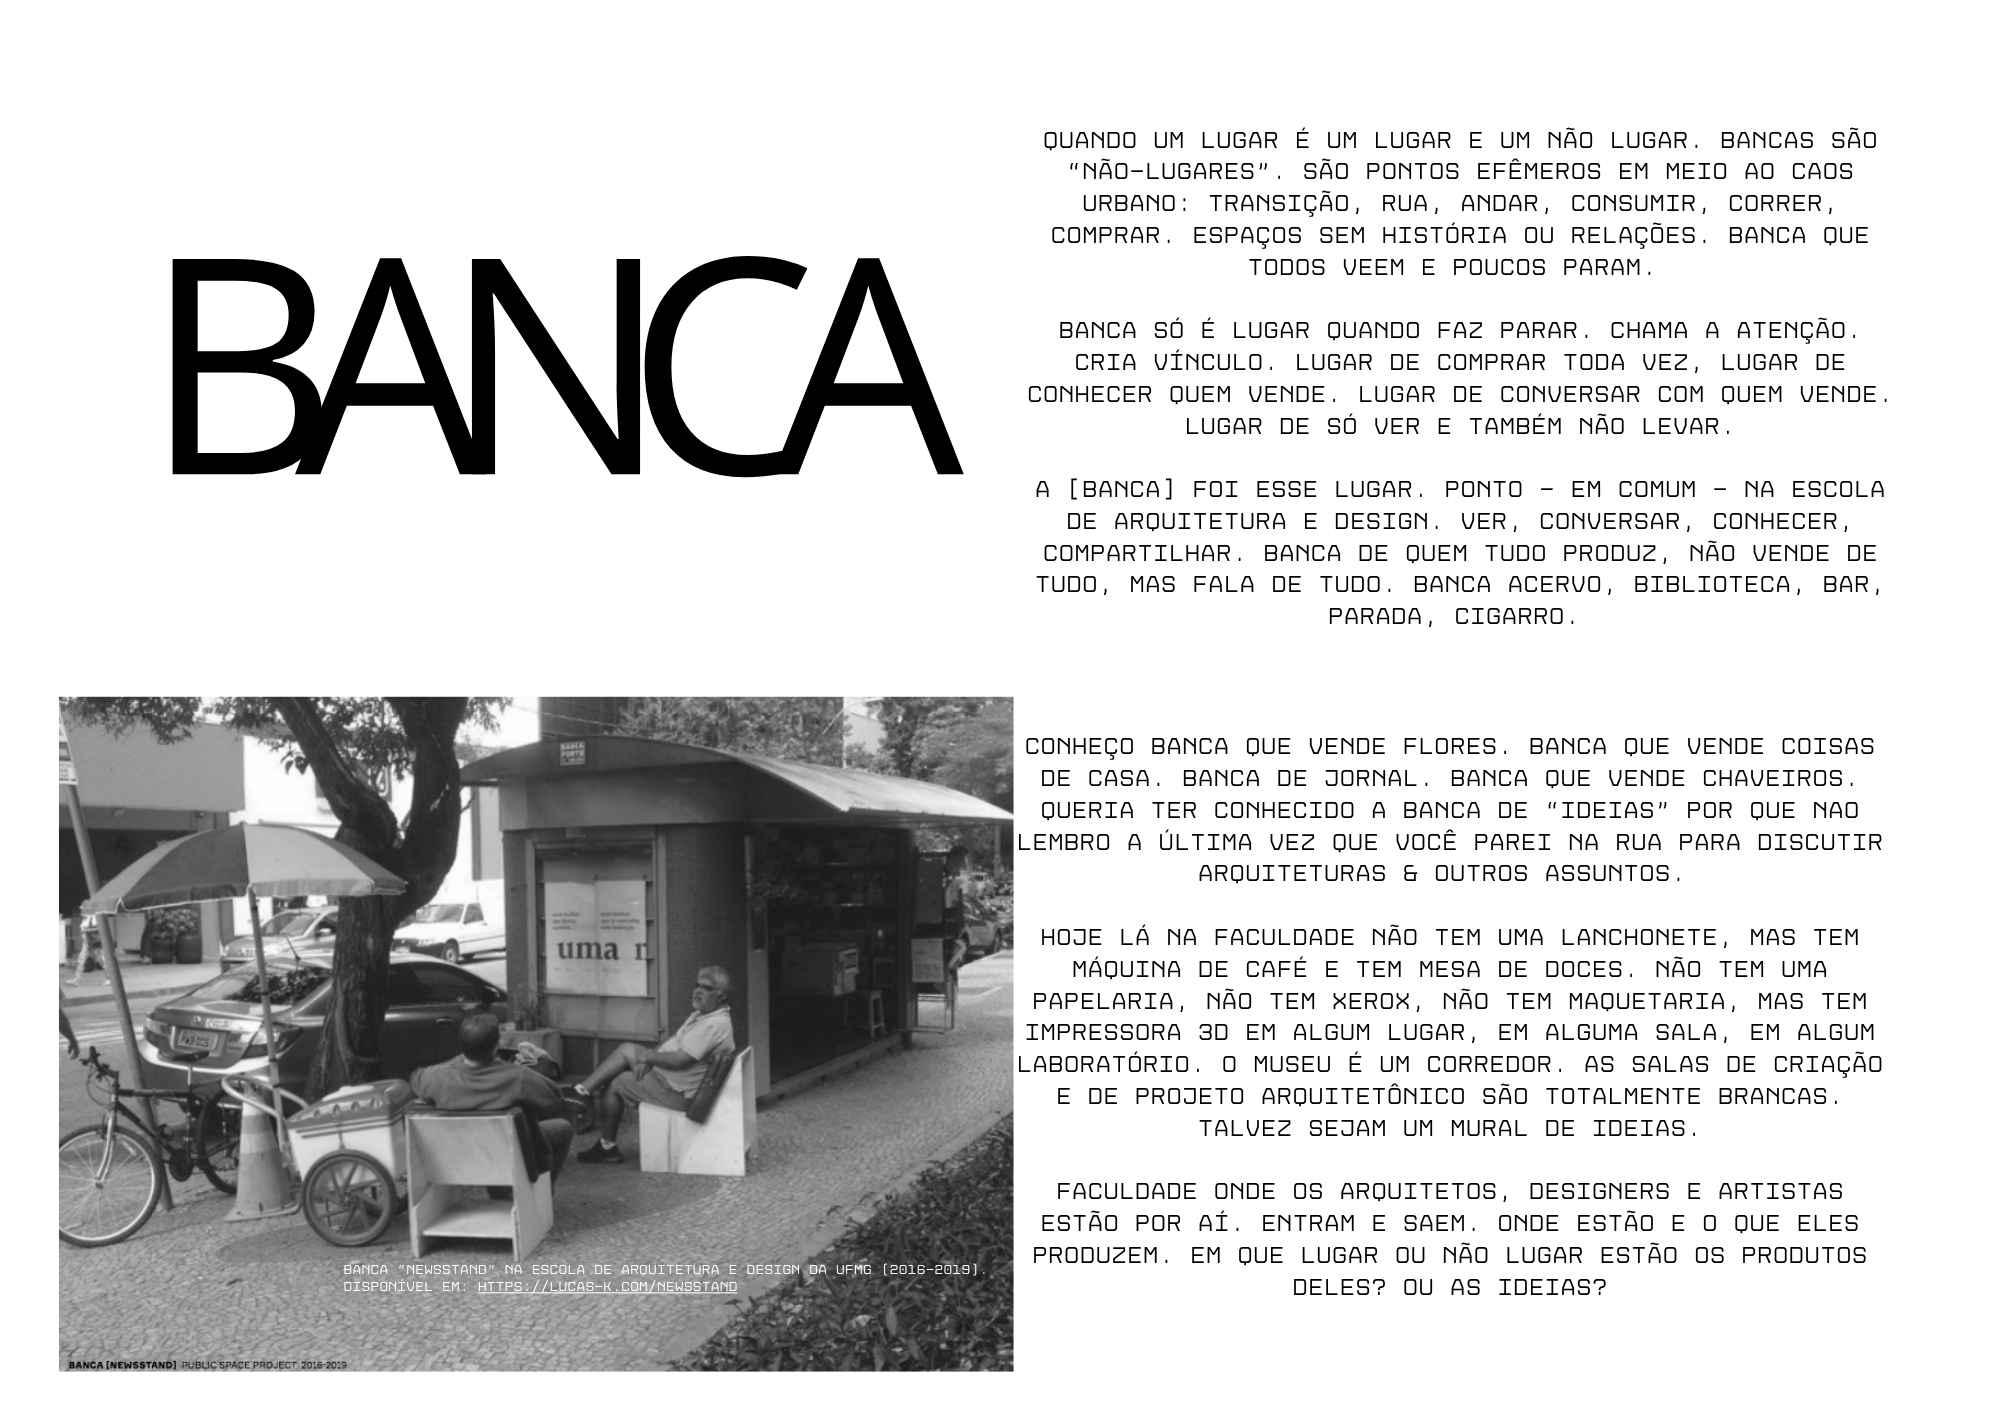 BANCA
QUANDO UM LUGAR É UM LUGAR E UM NÃO LUGAR. BANCAS SÃO
“NÃO-LUGARES”. SÃO PONTOS EFÊMEROS EM MEIO AO CAOS
URBANO: TRANSIÇÃO, RUA, ANDAR, CONSUMIR, CORRER,
COMPRAR. ESPAÇOS SEM HISTÓRIA OU RELAÇÕES. BANCA QUE
TODOS VEEM E POUCOS PARAM.
BANCA SÓ É LUGAR QUANDO FAZ PARAR. CHAMA A ATENÇÃO.
CRIA VÍNCULO. LUGAR DE COMPRAR TODA VEZ, LUGAR DE
CONHECER QUEM VENDE. LUGAR DE CONVERSAR COM QUEM VENDE.
LUGAR DE SÓ VER E TAMBÉM NÃO LEVAR.
A [BANCA] FOI ESSE LUGAR. PONTO - EM COMUM - NA ESCOLA
DE ARQUITETURA E DESIGN. VER, CONVERSAR, CONHECER,
COMPARTILHAR. BANCA DE QUEM TUDO PRODUZ, NÃO VENDE DE
TUDO, MAS FALA DE TUDO. BANCA ACERVO, BIBLIOTECA, BAR,
PARADA, CIGARRO.
CONHEÇO BANCA QUE VENDE FLORES. BANCA QUE VENDE COISAS
DE CASA. BANCA DE JORNAL. BANCA QUE VENDE CHAVEIROS.
QUERIA TER CONHECIDO A BANCA DE “IDEIAS” POR QUE NAO
LEMBRO A ÚLTIMA VEZ QUE VOCÊ PAREI NA RUA PARA DISCUTIR
ARQUITETURAS & OUTROS ASSUNTOS.
HOJE LÁ NA FACULDADE NÃO TEM UMA LANCHONETE, MAS TEM
MÁQUINA DE CAFÉ E TEM MESA DE DOCES. NÃO TEM UMA
PAPELARIA, NÃO TEM XEROX, NÃO TEM MAQUETARIA, MAS TEM
IMPRESSORA 3D EM ALGUM LUGAR, EM ALGUMA SALA, EM ALGUM
LABORATÓRIO. O MUSEU É UM CORREDOR. AS SALAS DE CRIAÇÃO
E DE PROJETO ARQUITETÔNICO SÃO TOTALMENTE BRANCAS.
TALVEZ SEJAM UM MURAL DE IDEIAS.
FACULDADE ONDE OS ARQUITETOS, DESIGNERS E ARTISTAS
ESTÃO POR AÍ. ENTRAM E SAEM. ONDE ESTÃO E O QUE ELES
PRODUZEM. EM QUE LUGAR OU NÃO LUGAR ESTÃO OS PRODUTOS
DELES? OU AS IDEIAS?
uma
BANCA “NEWSSTAND” NA ESCOLA DE ARQUITETURA E DESIGN DA UFMG (2016-2019).
DISPONÍVEL EM: HTTPS://LUCAS-K.COM/NEWSSTAND
BANCA [NEWSSTAND] PUBLIC SPACE PROJECT 2016-2019